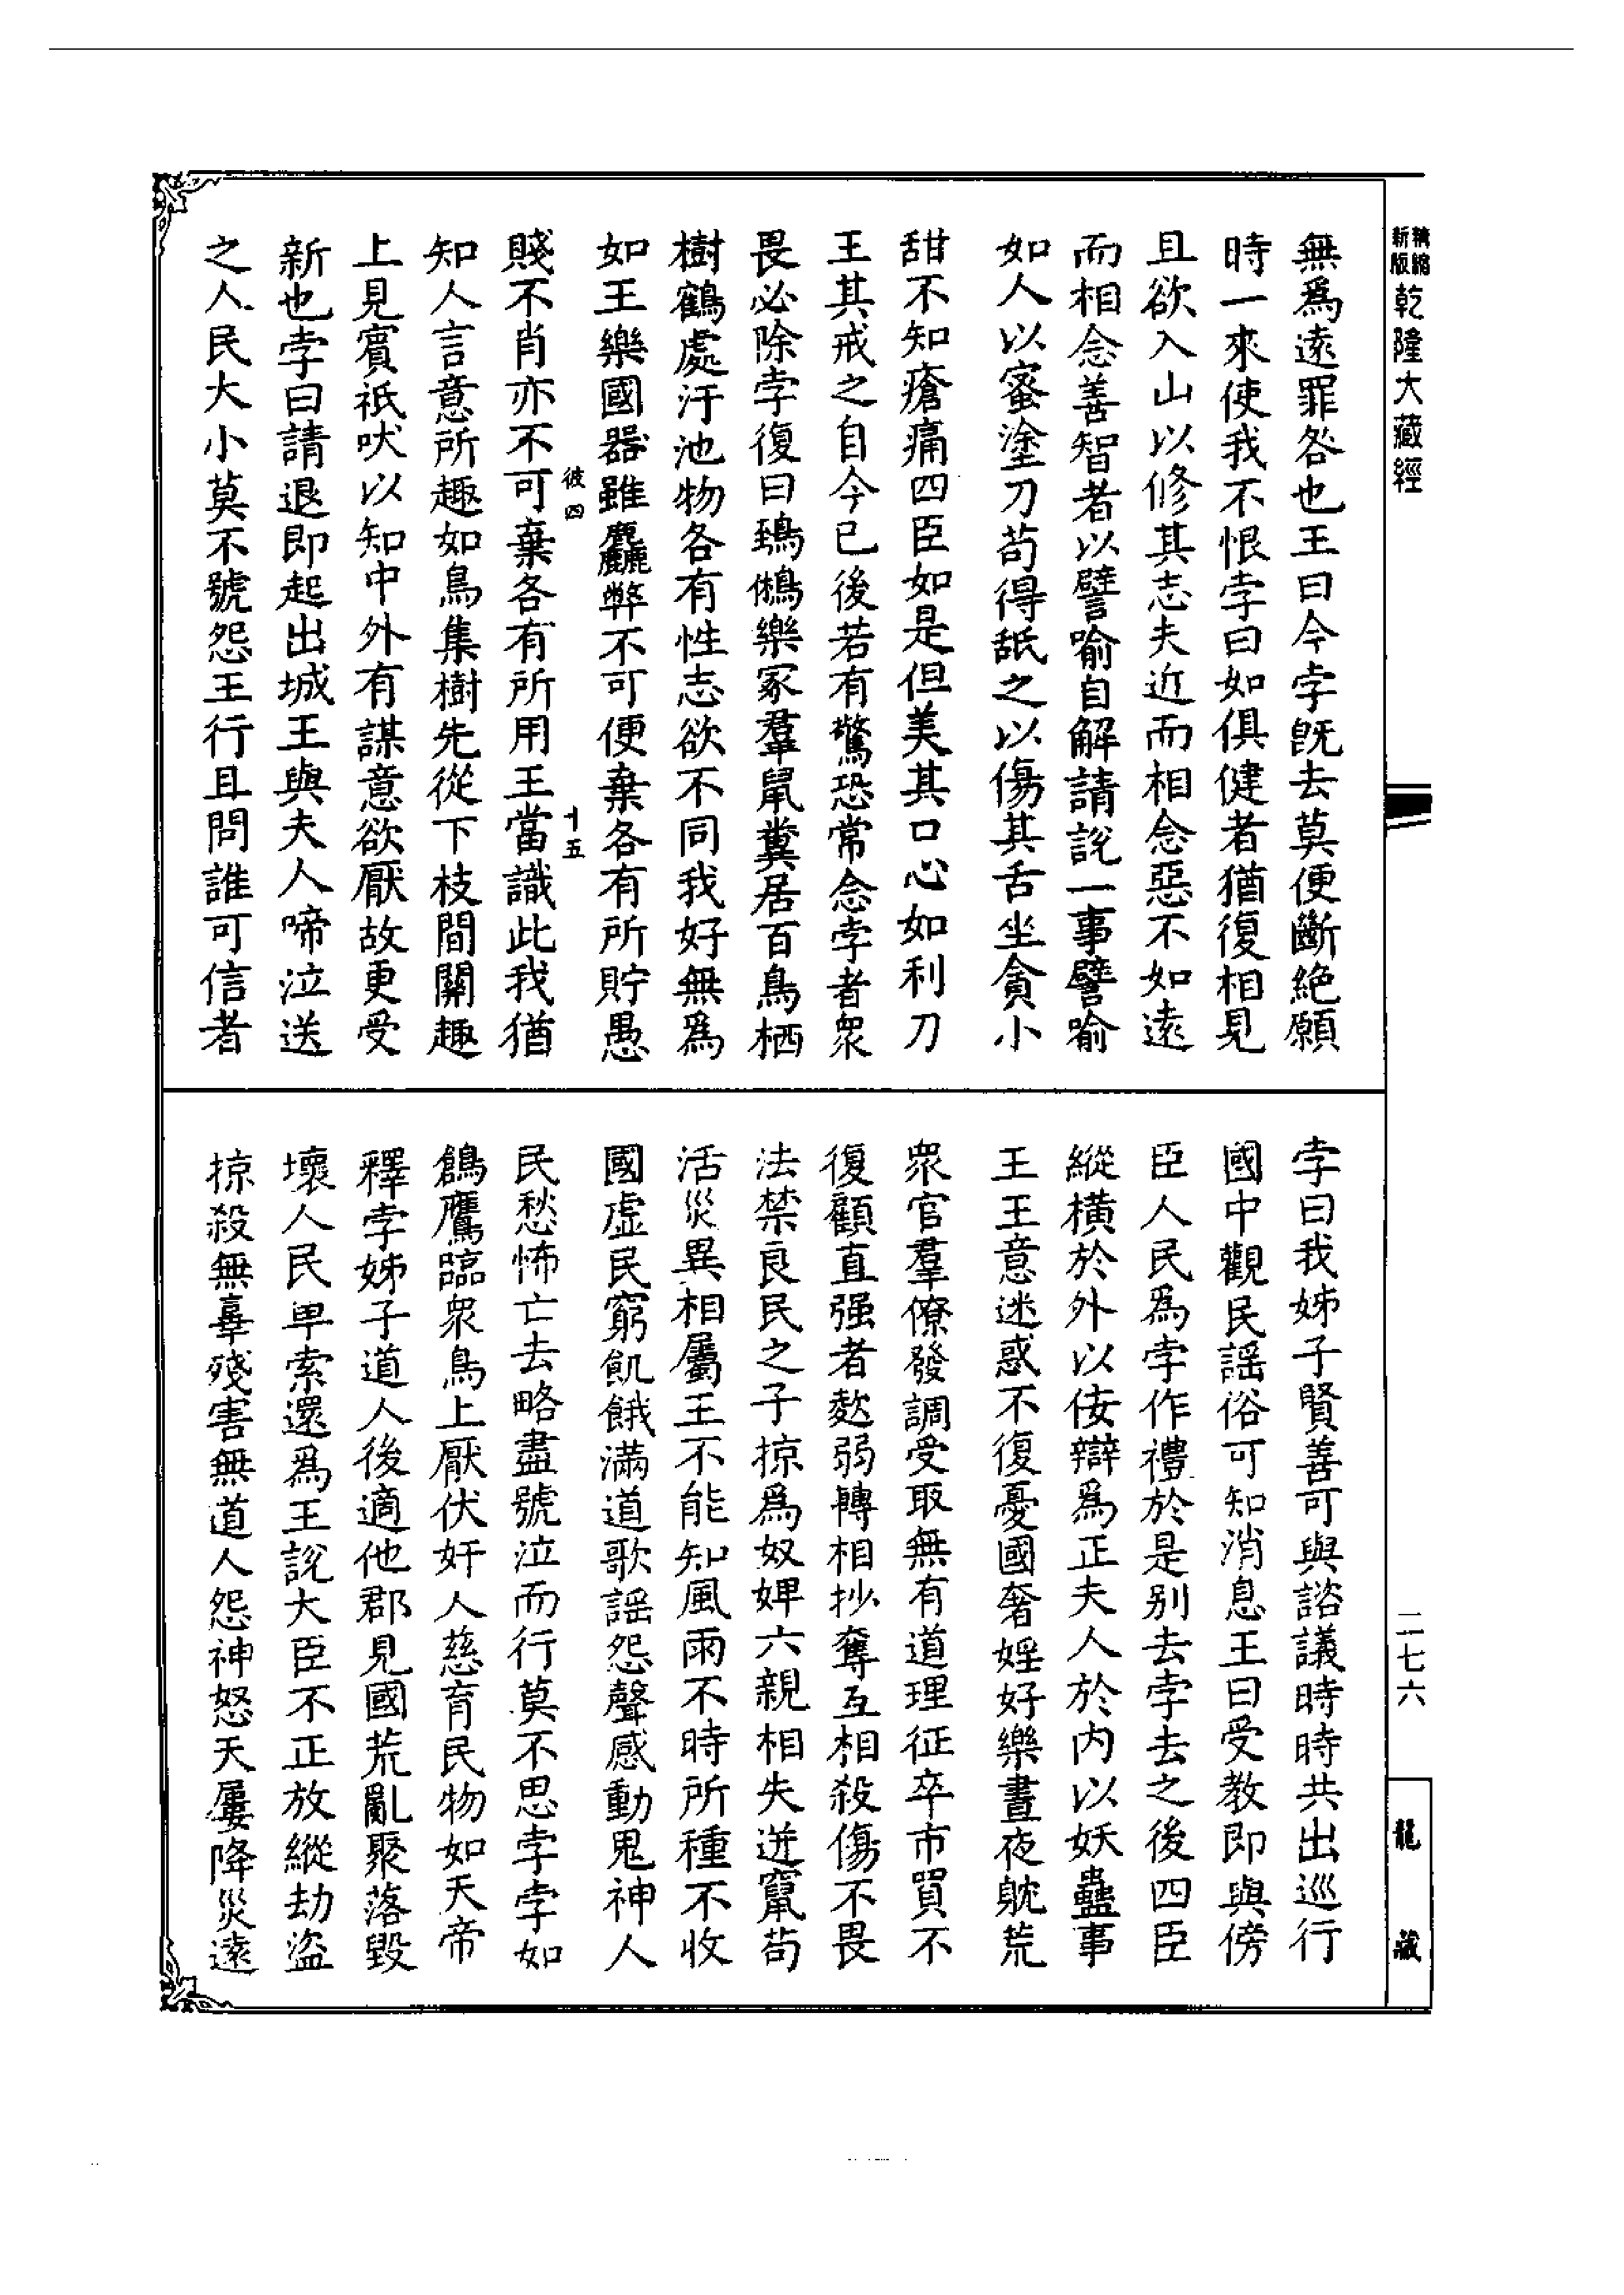 新版精縮乾隆大藏經
無爲遠罪咎也王曰今孛旣去莫便斷絶願
時一來使我不恨孛曰如俱健者猶復相見
且欲入山以修其志夫近而相念惡不如遠
而相念善智者以譬喻自解請說一事譬喻
如人以蜜塗刀苟得舐之以傷其舌坐貪小
甜不知瘡痛四臣如是但美其口心如利刀
王其戒之自今已後若有驚恐常念孛者衆
畏必除孛復曰鵄鵂樂冢羣鼠糞居百鳥栖
樹鶴處汙池物各有性志欲不同我好無爲
如王樂國器雖麤弊不可便棄各有所貯愚
彼四
十五
賤不肖亦不可棄各有所用王當識此我猶
知人言意所趣如鳥集樹先從下枝間關趣
上見賓祇吠以知中外有謀意欲厭故更受
新也孛曰請退即起出城王與夫人啼泣送
之人民大小莫不號怨王行且問誰可信者
孛曰我姊子賢善可與諮議時時共出巡行
國中觀民謡俗可知消息王曰受教即與傍
臣人民爲孛作禮於是別去孛去之後四臣
縱橫於外以佞辯爲正夫人於内以妖蠱事
王王意迷惑不復憂國奢婬好樂晝夜躭荒
衆官羣僚發調受取無有道理征卒市買不
復顧直强者欺弱轉相抄奪互相殺傷不畏
法禁良民之子掠爲奴婢六親相失迸竄苟
活災異相屬王不能知風雨不時所種不收
國虛民窮飢餓滿道歌謡怨聲感動鬼神人
民愁怖亡去略盡號泣而行莫不思孛孛如
鷂鷹臨衆鳥上厭伏奸人慈育民物如天帝
釋孛姊子道人後適他郡見國荒亂聚落毀
壞人民卑索還爲王說大臣不正放縱劫盜
掠殺無辜殘害無道人怨神怒天屢降災遠
二七六
龍藏